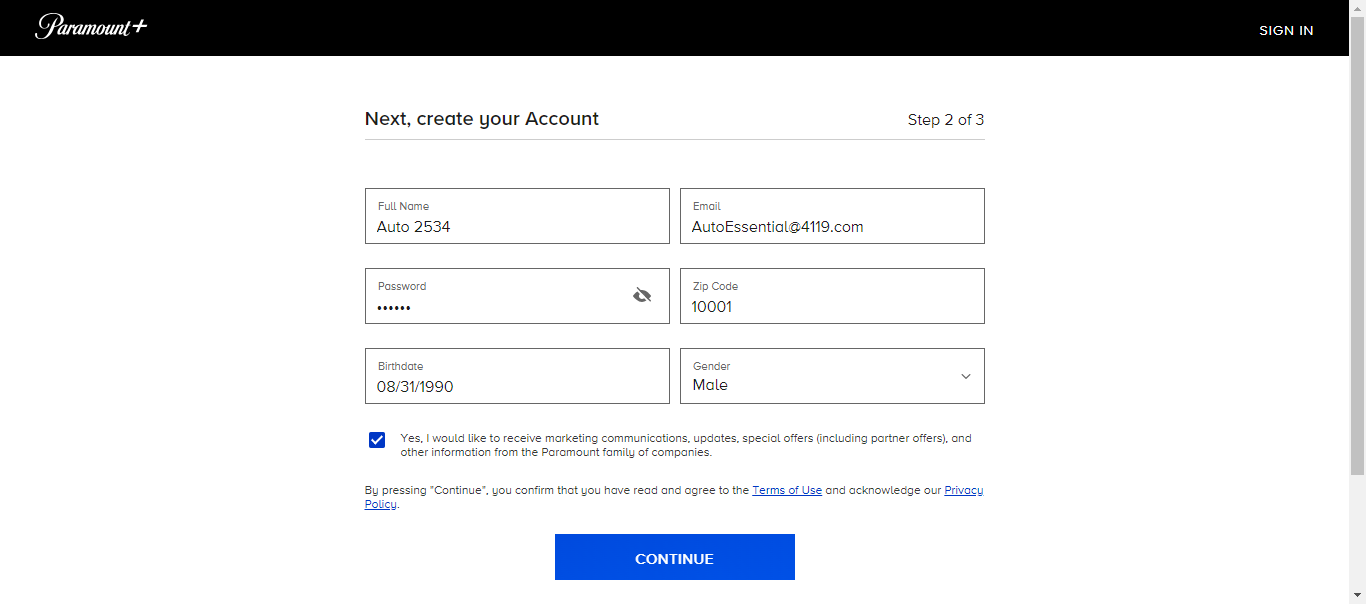 Paramount+
SIGN IN
Next, create your Account
Step 2 of 3
Full Name
Auto 2534
Email
AutoEssential@4119.com
Password
••••••
Zip Code
10001
Birthdate
08/31/1990
Gender
Male
Yes, I would like to receive marketing communications, updates, special offers (including partner offers), and
other information from the Paramount family of companies.
By pressing "Continue", you confirm that you have read and agree to the Terms of Use and acknowledge our Privacy
Policy.
CONTINUE